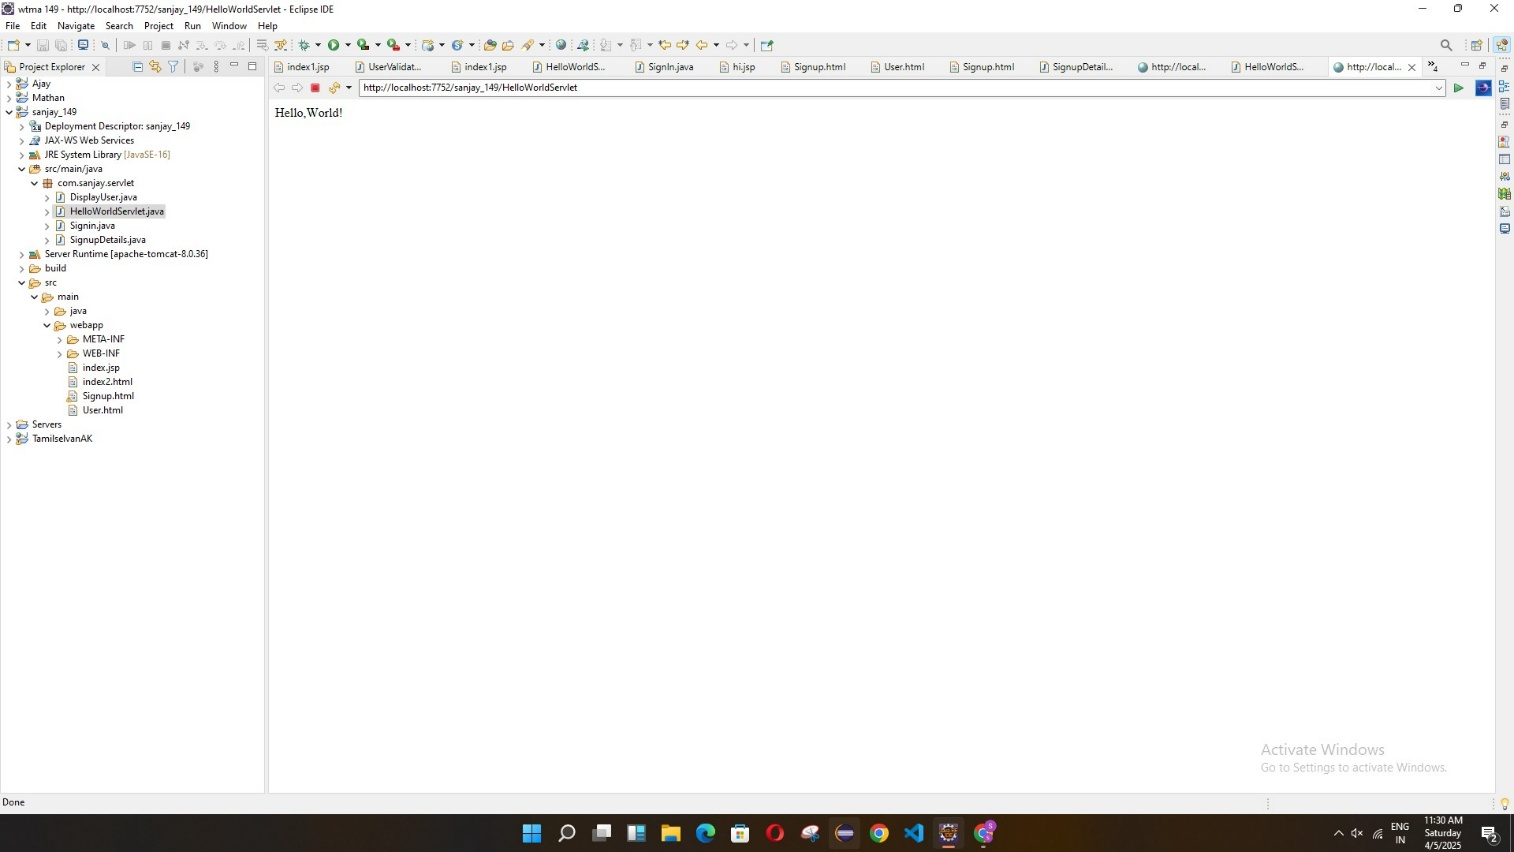 wtma 149 - http://localhost:7752/sanjay_149/HelloWorldServlet - Eclipse IDE
File Edit Navigate Search Project Run Window Help
Project Explorer
index1.jsp UserValidat... index1.jsp HelloWorldS... SignIn.java hi.jsp Signup.html User.html Signup.html SignupDetail... http://local... HelloWorldS... http://local... »4
http://localhost:7752/sanjay_149/HelloWorldServlet
Hello,World!
Ajay
Mathan
sanjay_149
Deployment Descriptor: sanjay_149
JAX-WS Web Services
JRE System Library [JavaSE-16]
src/main/java
com.sanjay.servlet
DisplayUser.java
HelloWorldServlet.java
Signin.java
SignupDetails.java
Server Runtime [apache-tomcat-8.0.36]
build
src
main
java
webapp
META-INF
WEB-INF
index.jsp
index2.html
Signup.html
User.html
Servers
TamilselvanAK
Activate Windows
Go to Settings to activate Windows.
Done
ENG
IN
11:30 AM
Saturday
4/5/2025
2